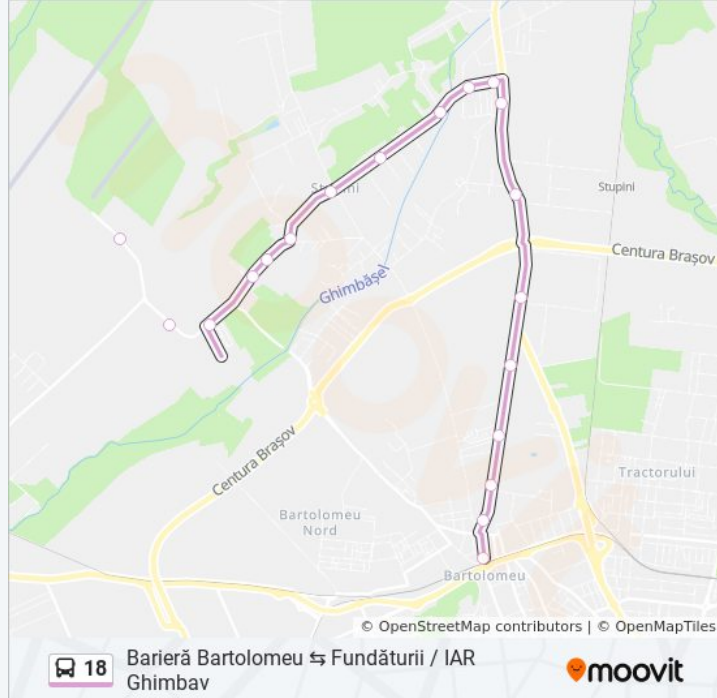 Stupini
Stupini
Centura Brașov
Ghimbășel
Centura Brașov
Tractorului
Bartolomeu
Nord
Bartolomeu
© OpenStreetMap contributors | © OpenMapTiles
18
Barieră Bartolomeu ⇆ Fundăturii / IAR
Ghimbav
moovit